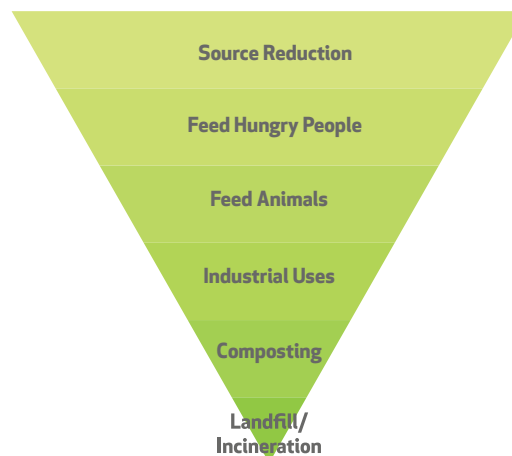 Source Reduction
Feed Hungry People
Feed Animals
Industrial Uses
Composting
Landfill/
Incineration